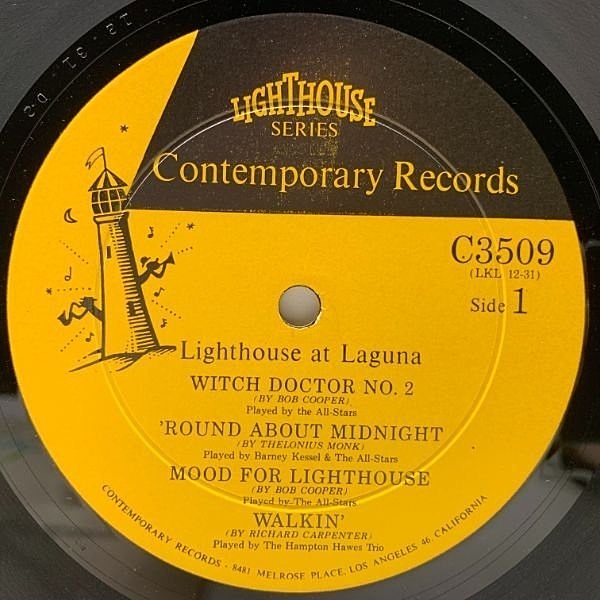 LIGHTHOUSE
SERIES
Contemporary Records
C3509
(LKL 12-31)
Side 1
Lighthouse at Laguna
WITCH DOCTOR NO. 2
(BY BOB COOPER)
Played by the All-Stars
'ROUND ABOUT MIDNIGHT
(BY THELONIUS MONK)
Played by Barney Kessel & The All-Stars
MOOD FOR LIGHTHOUSE
(BY BOB COOPER)
Played by The All-Stars
WALKIN'
(BY RICHARD CARPENTER)
Played by The Hampton Hawes Trio
CONTEMPORARY RECORDS · 8481 MELROSE PLACE, LOS ANGELES 46, CALIFORNIA